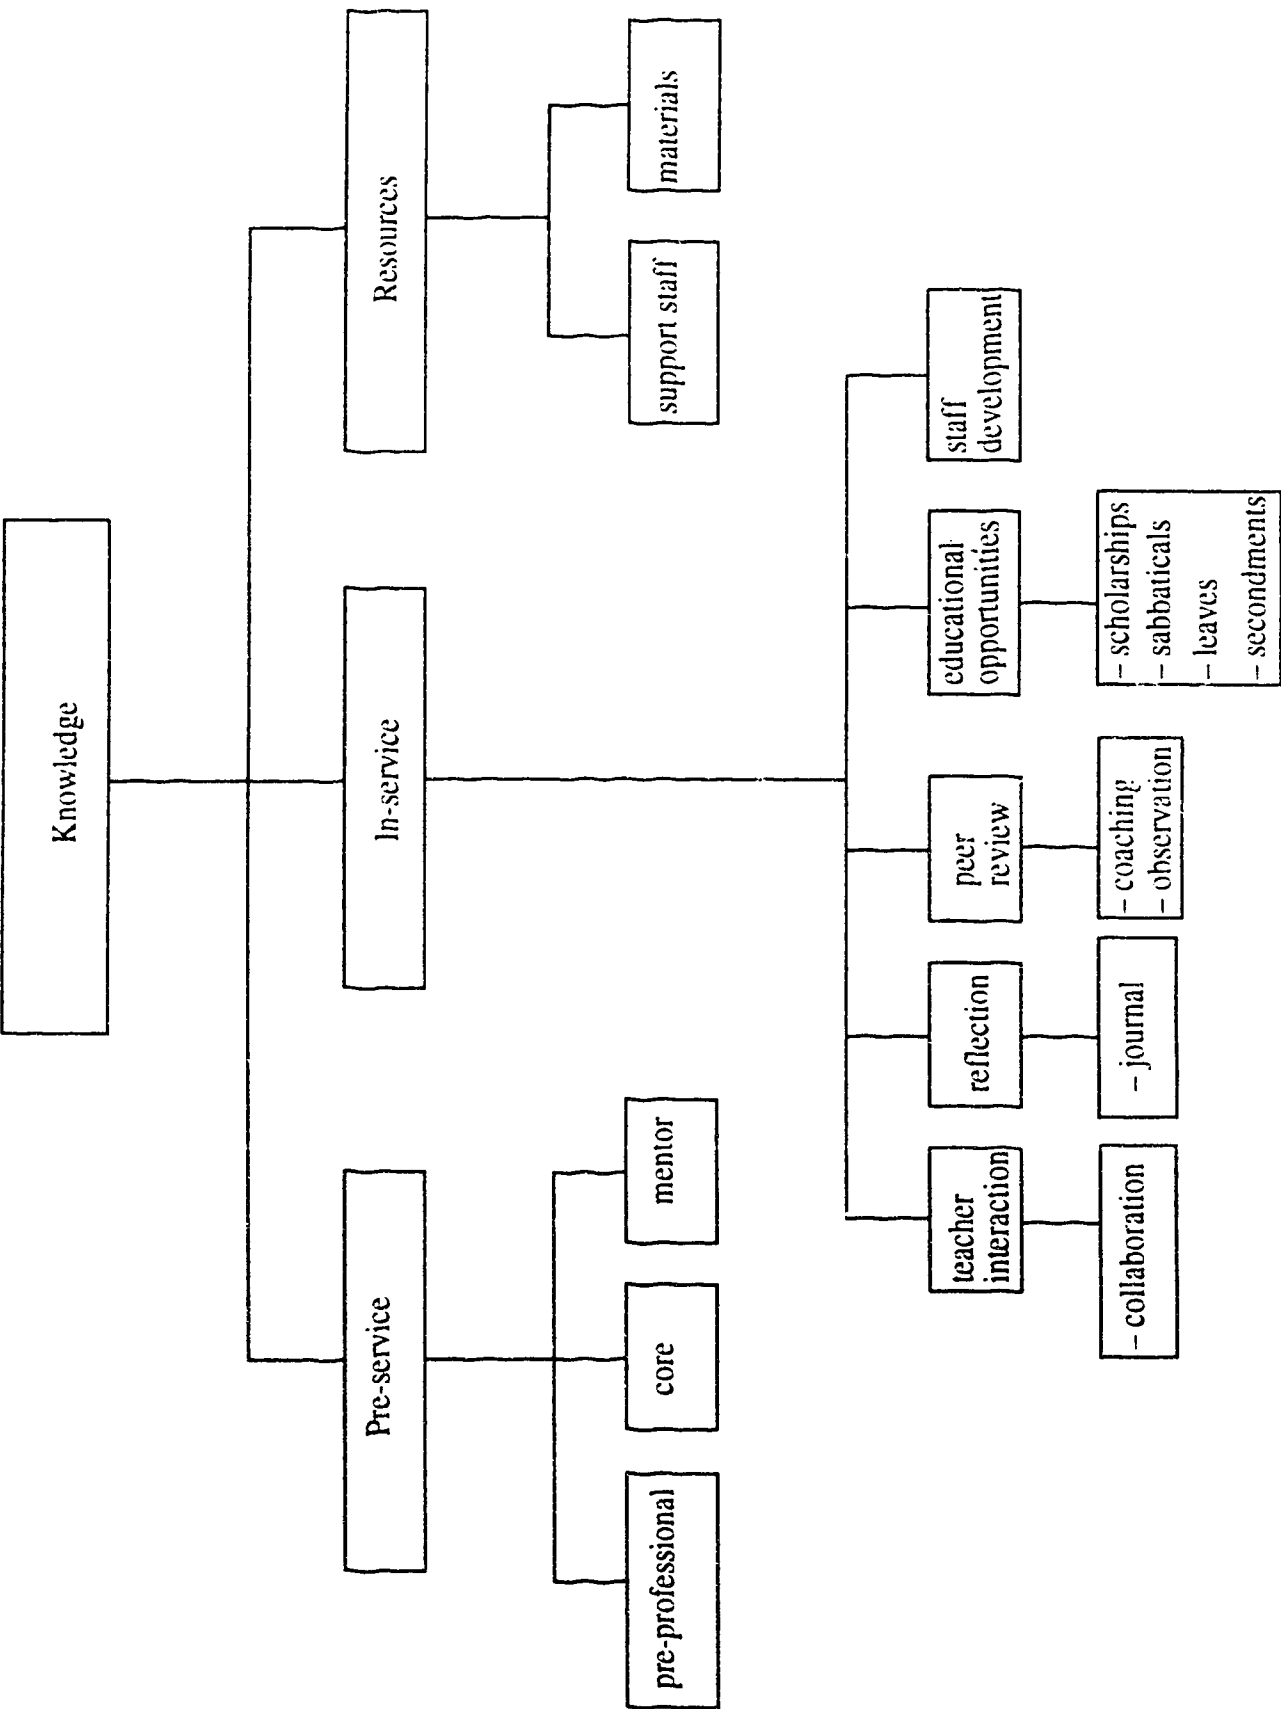 Knowledge
Pre-service
In-service
Resources
pre-professional
core
mentor
support staff
materials
teacher
interaction
reflection
peer
review
educational
opportunities
staff
development
– collaboration
– journal
– coaching
– observation
– scholarships
– sabbaticals
– leaves
– secondments